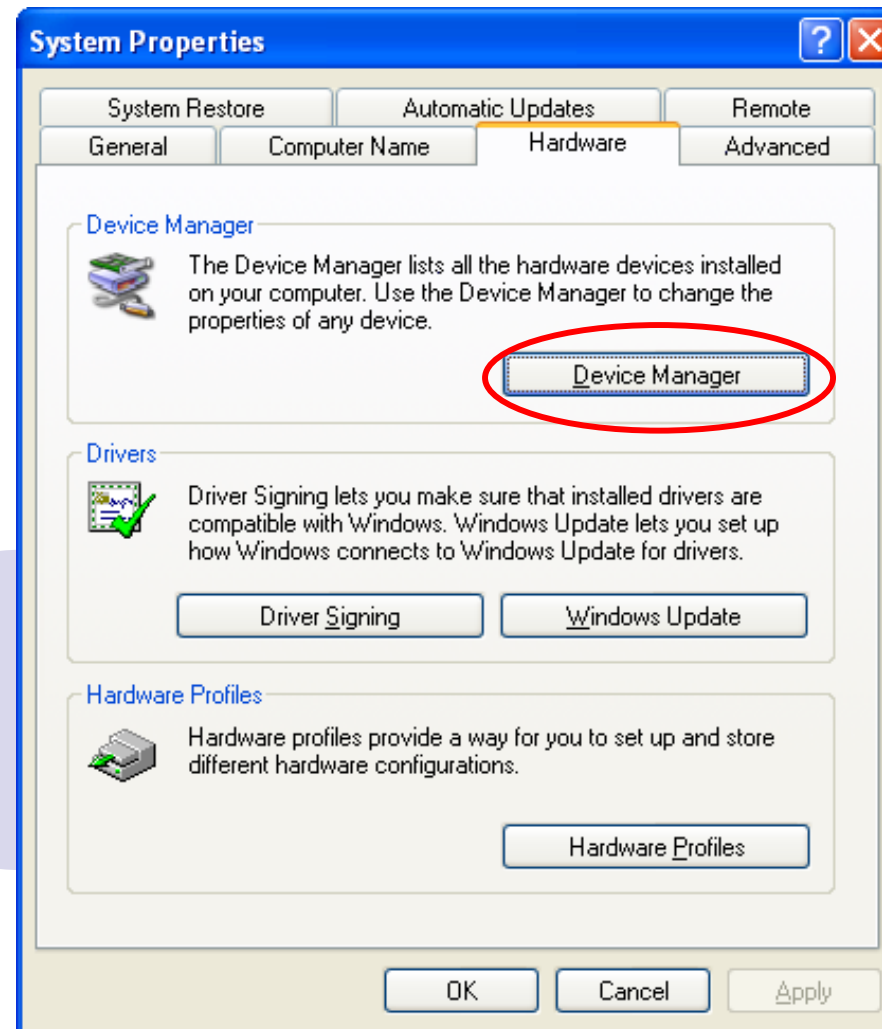 System Properties
System Restore
Automatic Updates
Remote
General
Computer Name
Hardware
Advanced
Device Manager
The Device Manager lists all the hardware devices installed
on your computer. Use the Device Manager to change the
properties of any device.
Device Manager
Drivers
Driver Signing lets you make sure that installed drivers are
compatible with Windows. Windows Update lets you set up
how Windows connects to Windows Update for drivers.
Driver Signing
Windows Update
Hardware Profiles
Hardware profiles provide a way for you to set up and store
different hardware configurations.
Hardware Profiles
OK
Cancel
Apply